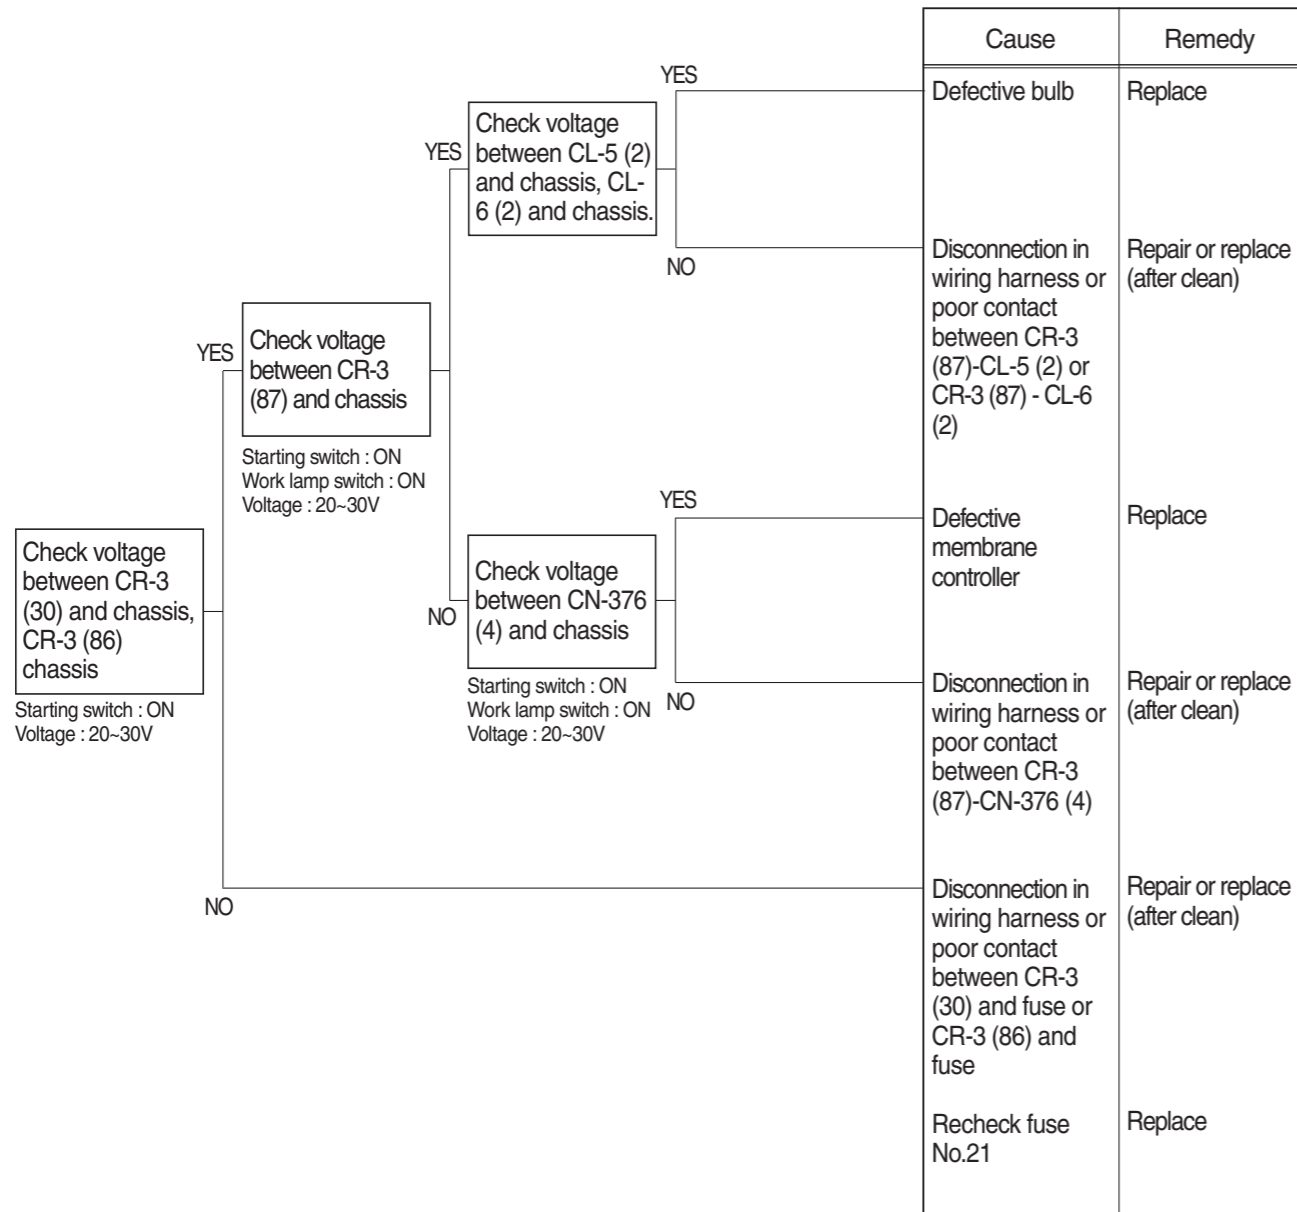 Cause
Remedy
YES
Defective bulb
Replace
Check voltage
between CL-5 (2)
and chassis, CL-
6 (2) and chassis.
YES
NO
Disconnection in
wiring harness or
poor contact
between CR-3
(87)-CL-5 (2) or
CR-3 (87) - CL-6
(2)
Repair or replace
(after clean)
YES
Check voltage
between CR-3
(87) and chassis
Starting switch : ON
Work lamp switch : ON
Voltage : 20~30V
YES
Defective
membrane
controller
Replace
Check voltage
between CR-3
(30) and chassis,
CR-3 (86)
chassis
Starting switch : ON
Voltage : 20~30V
NO
Check voltage
between CN-376
(4) and chassis
Starting switch : ON
Work lamp switch : ON
Voltage : 20~30V
NO
Disconnection in
wiring harness or
poor contact
between CR-3
(87)-CN-376 (4)
Repair or replace
(after clean)
NO
Disconnection in
wiring harness or
poor contact
between CR-3
(30) and fuse or
CR-3 (86) and
fuse
Repair or replace
(after clean)
Recheck fuse
No.21
Replace